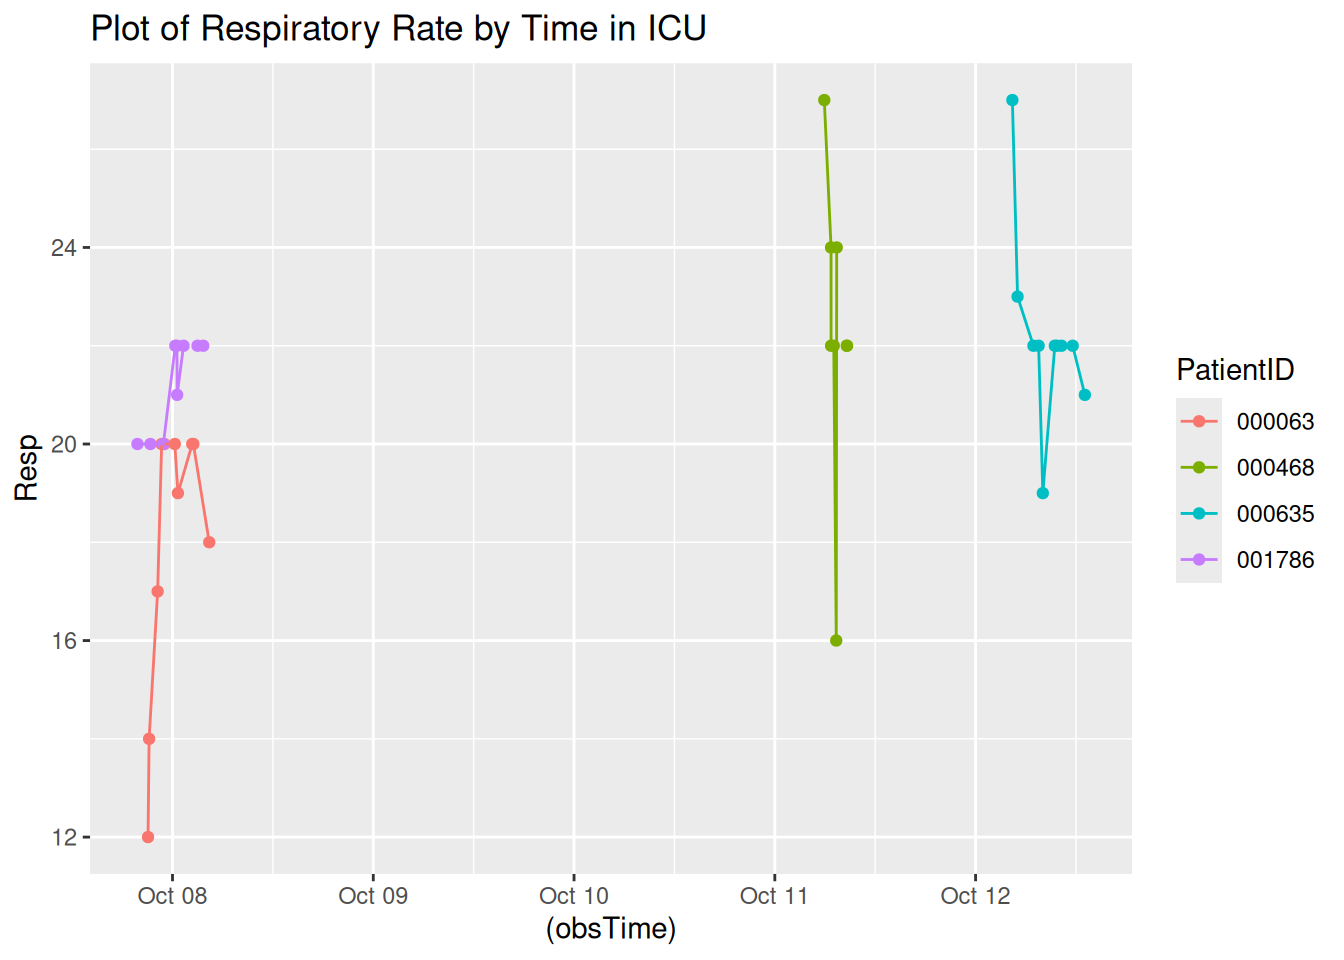 Plot of Respiratory Rate by Time in ICU
24
20
16
12
Resp
Oct 08
Oct 09
Oct 10
Oct 11
Oct 12
(obsTime)
PatientID
000063
000468
000635
001786